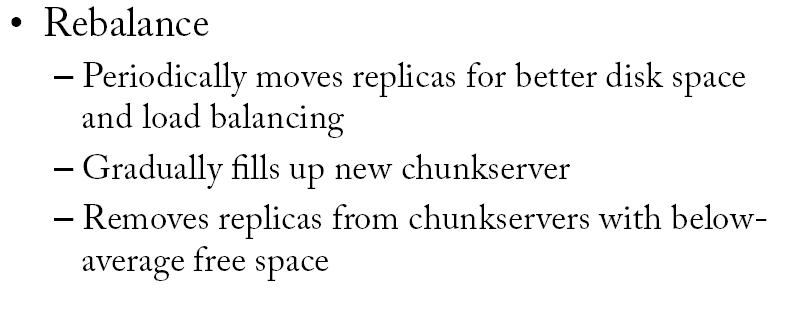 • Rebalance
– Periodically moves replicas for better disk space
and load balancing
– Gradually fills up new chunkserver
– Removes replicas from chunkservers with below-
average free space